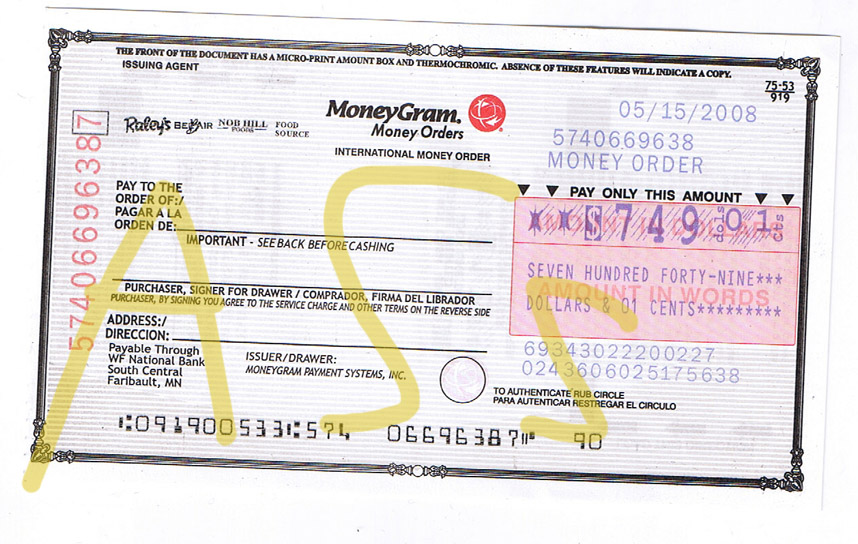 THE FRONT OF THE DOCUMENT HAS A MICRO-PRINT AMOUNT BOX AND THERMOCHROMIC. ABSENCE OF THESE FEATURES WILL INDICATE A COPY.
ISSUING AGENT
75-53
919
Raley's BEL AIR NOB HILL FOODS FOOD SOURCE
MoneyGram.
Money Orders
INTERNATIONAL MONEY ORDER
05/15/2008
5740669638
MONEY ORDER
57406696387
PAY TO THE
ORDER OF:/
PAGAR A LA
ORDEN DE:
IMPORTANT - SEE BACK BEFORE CASHING
PAY ONLY THIS AMOUNT
**$749 dols 01 cts
SEVEN HUNDRED FORTY-NINE***
AMOUNT IN WORDS
DOLLARS & 01 CENTS*********
PURCHASER, SIGNER FOR DRAWER / COMPRADOR, FIRMA DEL LIBRADOR
PURCHASER, BY SIGNING YOU AGREE TO THE SERVICE CHARGE AND OTHER TERMS ON THE REVERSE SIDE
ADDRESS:/
DIRECCION:
Payable Through
WF National Bank
South Central
Faribault, MN
ISSUER/DRAWER:
MONEYGRAM PAYMENT SYSTEMS, INC.
69343022200227
0243606025175638
TO AUTHENTICATE RUB CIRCLE
PARA AUTENTICAR RESTREGAR EL CIRCULO
⑆091900533⑆574 06696387⑈ 90
ASS